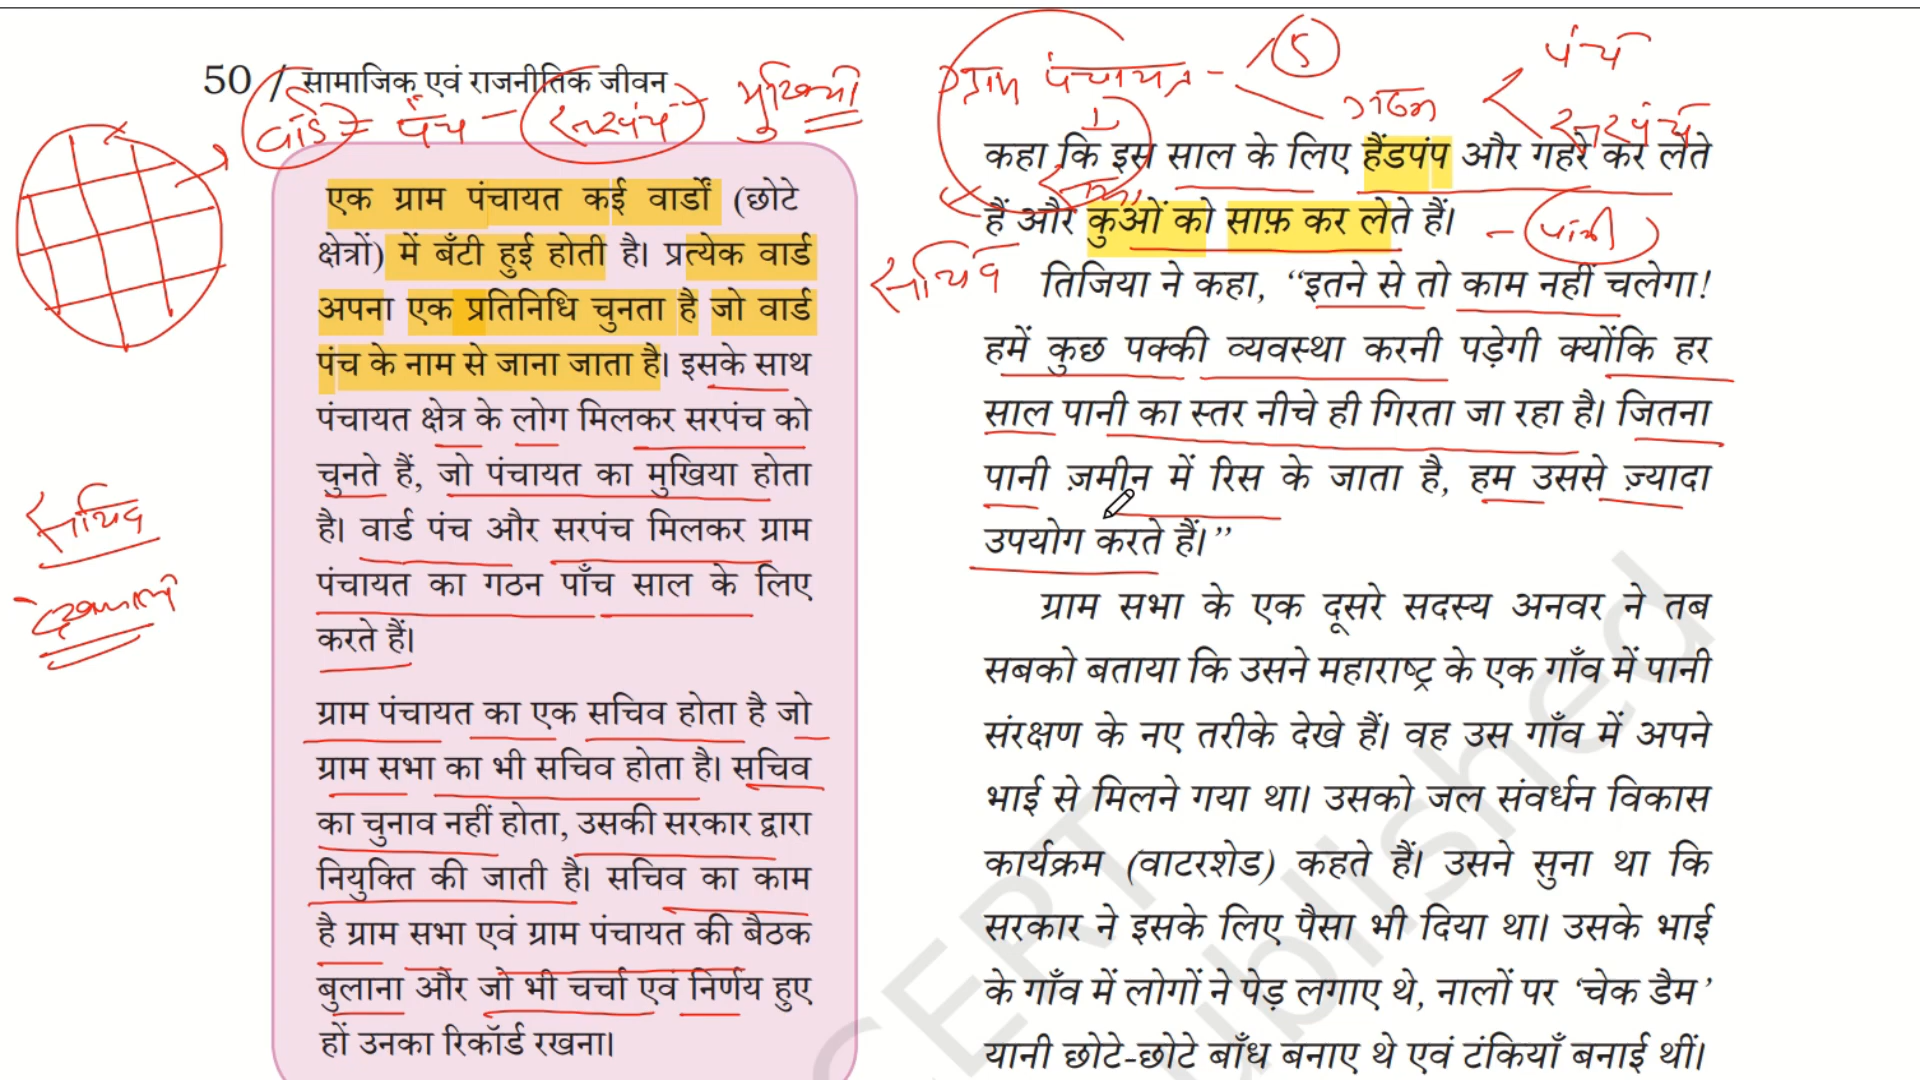 50 / सामाजिक एवं राजनीतिक जीवन
वार्ड = पंच - सरपंच - मुखिया
एक ग्राम पंचायत कई वार्डों (छोटे
क्षेत्रों) में बँटी हुई होती है। प्रत्येक वार्ड
अपना एक प्रतिनिधि चुनता है जो वार्ड
पंच के नाम से जाना जाता है। इसके साथ
पंचायत क्षेत्र के लोग मिलकर सरपंच को
चुनते हैं, जो पंचायत का मुखिया होता
है। वार्ड पंच और सरपंच मिलकर ग्राम
पंचायत का गठन पाँच साल के लिए
करते हैं।
ग्राम पंचायत का एक सचिव होता है जो
ग्राम सभा का भी सचिव होता है। सचिव
का चुनाव नहीं होता, उसकी सरकार द्वारा
नियुक्ति की जाती है। सचिव का काम
है ग्राम सभा एवं ग्राम पंचायत की बैठक
बुलाना और जो भी चर्चा एवं निर्णय हुए
हों उनका रिकॉर्ड रखना।
सचिव
ग्राम पंचायत - 5
गठन
पंच
सरपंच
सचिव
कहा कि इस साल के लिए हैंडपंप और गहरे कर लेते
हैं और कुओं को साफ़ कर लेते हैं।
- पानी
तिजिया ने कहा, “इतने से तो काम नहीं चलेगा!
हमें कुछ पक्की व्यवस्था करनी पड़ेगी क्योंकि हर
साल पानी का स्तर नीचे ही गिरता जा रहा है। जितना
पानी ज़मीन में रिस के जाता है, हम उससे ज़्यादा
उपयोग करते हैं।”
ग्राम सभा के एक दूसरे सदस्य अनवर ने तब
सबको बताया कि उसने महाराष्ट्र के एक गाँव में पानी
संरक्षण के नए तरीके देखे हैं। वह उस गाँव में अपने
भाई से मिलने गया था। उसको जल संवर्धन विकास
कार्यक्रम (वाटरशेड) कहते हैं। उसने सुना था कि
सरकार ने इसके लिए पैसा भी दिया था। उसके भाई
के गाँव में लोगों ने पेड़ लगाए थे, नालों पर ‘चेक डैम’
यानी छोटे-छोटे बाँध बनाए थे एवं टंकियाँ बनाई थीं।